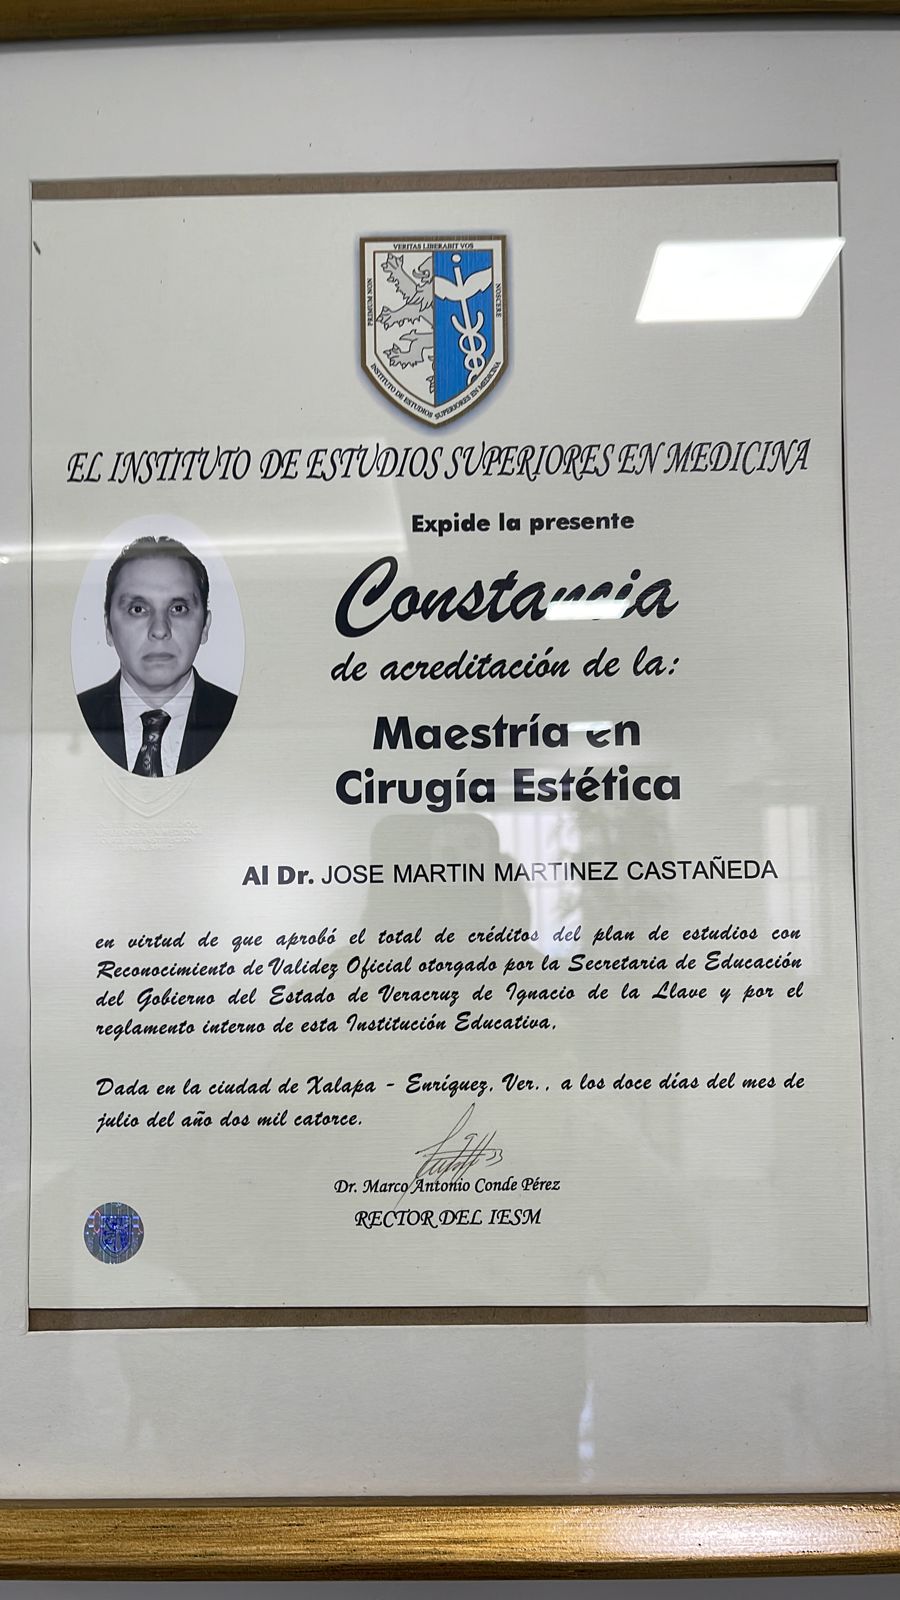 VERITAS LIBERABIT VOS
PRIMUM NON
NOSCERE
INSTITUTO DE ESTUDIOS SUPERIORES EN MEDICINA
EL INSTITUTO DE ESTUDIOS SUPERIORES EN MEDICINA
Expide la presente
Constancia
de acreditación de la:
Maestría en
Cirugía Estética
Al Dr. JOSE MARTIN MARTINEZ CASTAÑEDA
en virtud de que aprobó el total de créditos del plan de estudios con
Reconocimiento de Validez Oficial otorgado por la Secretaria de Educación
del Gobierno del Estado de Veracruz de Ignacio de la Llave y por el
reglamento interno de esta Institución Educativa.
Dada en la ciudad de Xalapa - Enríquez, Ver., a los doce días del mes de
julio del año dos mil catorce.
Dr. Marco Antonio Conde Pérez
RECTOR DEL IESM